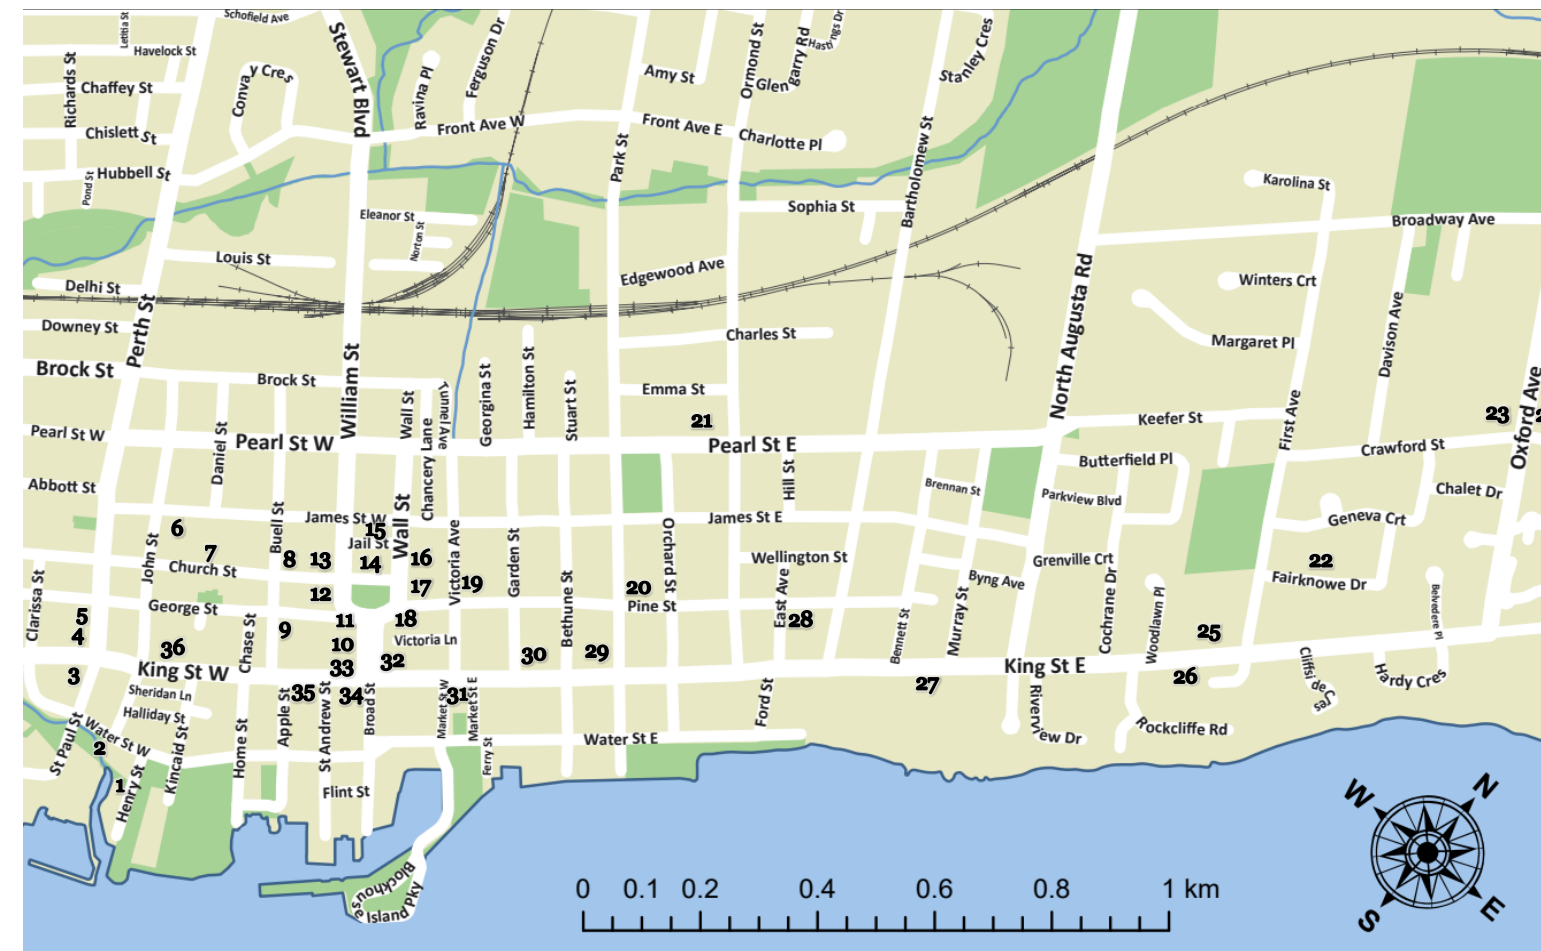 Schofield Ave
Letitia St
Havelock St
Richards St
Chaffey St
Conway Cres
Stewart Blvd
Ravina Pl
Ferguson Dr
Amy St
Ormond St
Glengarry Rd
Hastings Dr
Stanley Cres
Chislett St
Front Ave W
Front Ave E
Charlotte Pl
Park St
Bartholomew St
Pond St
Hubbell St
Karolina St
Eleanor St
Norton St
Sophia St
Broadway Ave
Louis St
Edgewood Ave
Winters Crt
Delhi St
Perth St
Downey St
Charles St
North Augusta Rd
Margaret Pl
Davison Ave
Brock St
Brock St
William St
Wall St
Tunnel Ave
Georgina St
Hamilton St
Stuart St
Emma St
First Ave
Oxford Ave
21
Keefer St
23
Pearl St W
Daniel St
Pearl St W
Chancery Lane
Pearl St E
Crawford St
Butterfield Pl
Hill St
Abbott St
Brennan St
Parkview Blvd
Chalet Dr
Buell St
James St W
Wall St
James St E
Geneva Crt
6
15
Jail St
Victoria Ave
Garden St
Orchard St
John St
7
8
13
14
16
Wellington St
Grenville Crt
22
Church St
Byng Ave
Fairknowe Dr
12
17
19
20
Clarissa St
George St
Pine St
East Ave
Bethune St
Murray St
Cochrane Dr
Woodlawn Pl
Belvedere Pl
5
4
Chase St
9
11
18
28
Bennett St
25
10
Victoria Ln
36
33
32
30
29
3
King St W
King St E
26
27
Cliffside Cres
Hardy Cres
Sheridan Ln
Apple St
35
St Andrew St
34
Broad St
Market St W
31
Market St E
Ford St
Riverview Dr
Halliday St
St Paul St
Water St W
2
Kincaid St
Home St
Ferry St
Water St E
Rockcliffe Rd
1
Henry St
Flint St
Blockhouse Island Pky
W
N
S
E
0 0.1 0.2 0.4 0.6 0.8 1 km